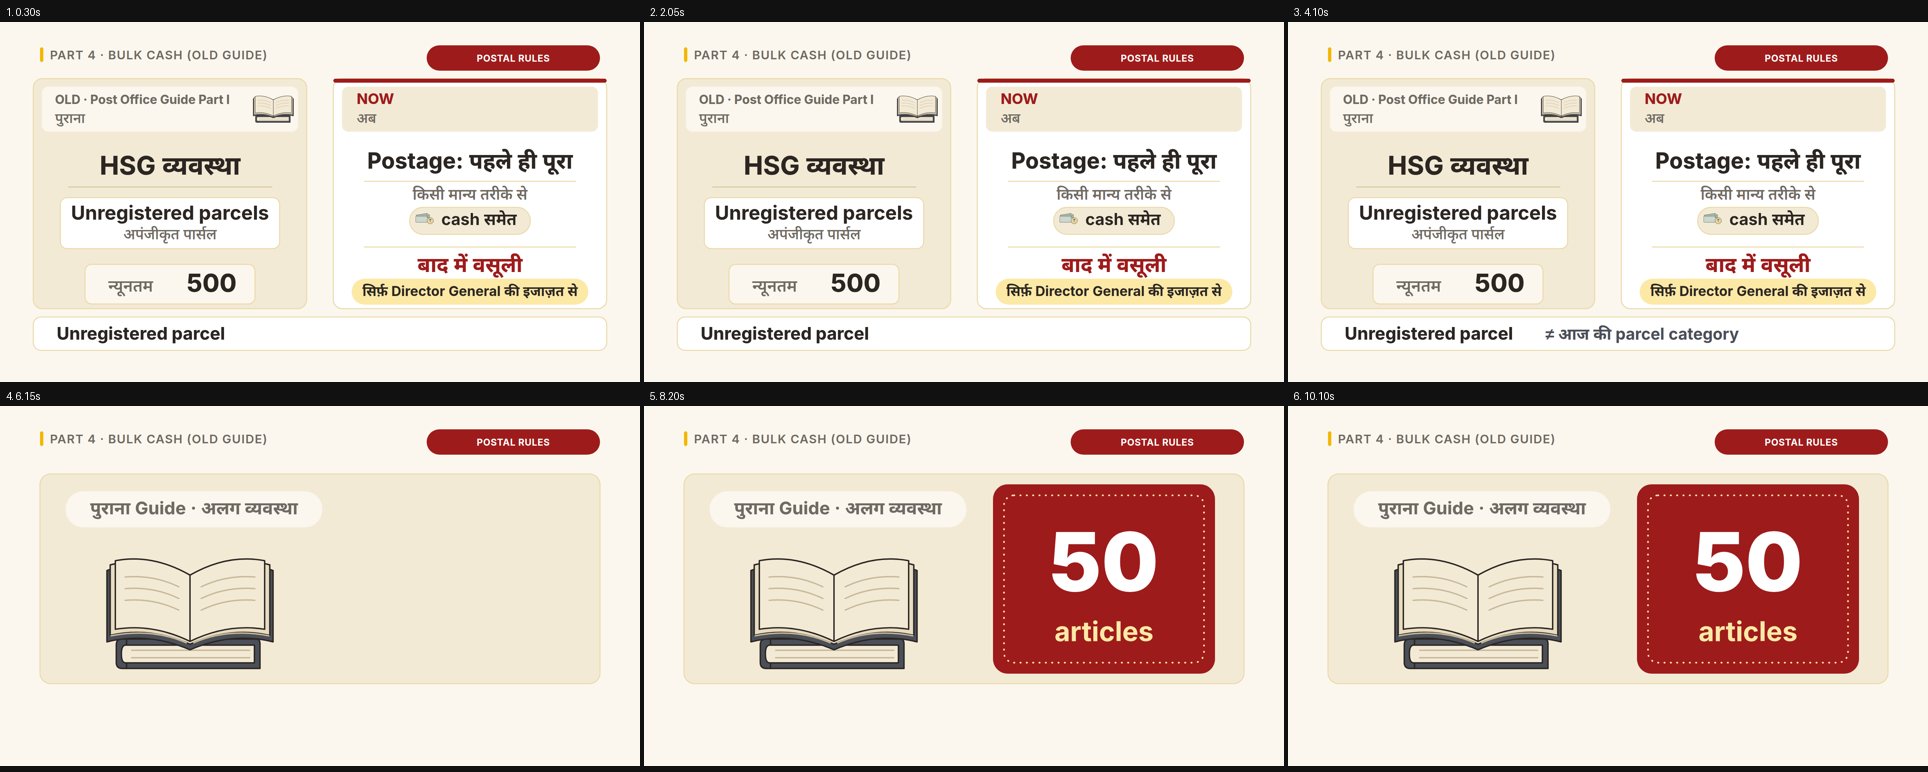 1. 0.30s
PART 4 · BULK CASH (OLD GUIDE)
POSTAL RULES
OLD · Post Office Guide Part I
पुराना
HSG व्यवस्था
Unregistered parcels
अपंजीकृत पार्सल
न्यूनतम 500
NOW
अब
Postage: पहले ही पूरा
किसी मान्य तरीके से
cash समेत
बाद में वसूली
सिर्फ़ Director General की इजाज़त से
Unregistered parcel
2. 2.05s
PART 4 · BULK CASH (OLD GUIDE)
POSTAL RULES
OLD · Post Office Guide Part I
पुराना
HSG व्यवस्था
Unregistered parcels
अपंजीकृत पार्सल
न्यूनतम 500
NOW
अब
Postage: पहले ही पूरा
किसी मान्य तरीके से
cash समेत
बाद में वसूली
सिर्फ़ Director General की इजाज़त से
Unregistered parcel
3. 4.10s
PART 4 · BULK CASH (OLD GUIDE)
POSTAL RULES
OLD · Post Office Guide Part I
पुराना
HSG व्यवस्था
Unregistered parcels
अपंजीकृत पार्सल
न्यूनतम 500
NOW
अब
Postage: पहले ही पूरा
किसी मान्य तरीके से
cash समेत
बाद में वसूली
सिर्फ़ Director General की इजाज़त से
Unregistered parcel ≠ आज की parcel category
4. 6.15s
PART 4 · BULK CASH (OLD GUIDE)
POSTAL RULES
पुराना Guide · अलग व्यवस्था
5. 8.20s
PART 4 · BULK CASH (OLD GUIDE)
POSTAL RULES
पुराना Guide · अलग व्यवस्था
50
articles
6. 10.10s
PART 4 · BULK CASH (OLD GUIDE)
POSTAL RULES
पुराना Guide · अलग व्यवस्था
50
articles